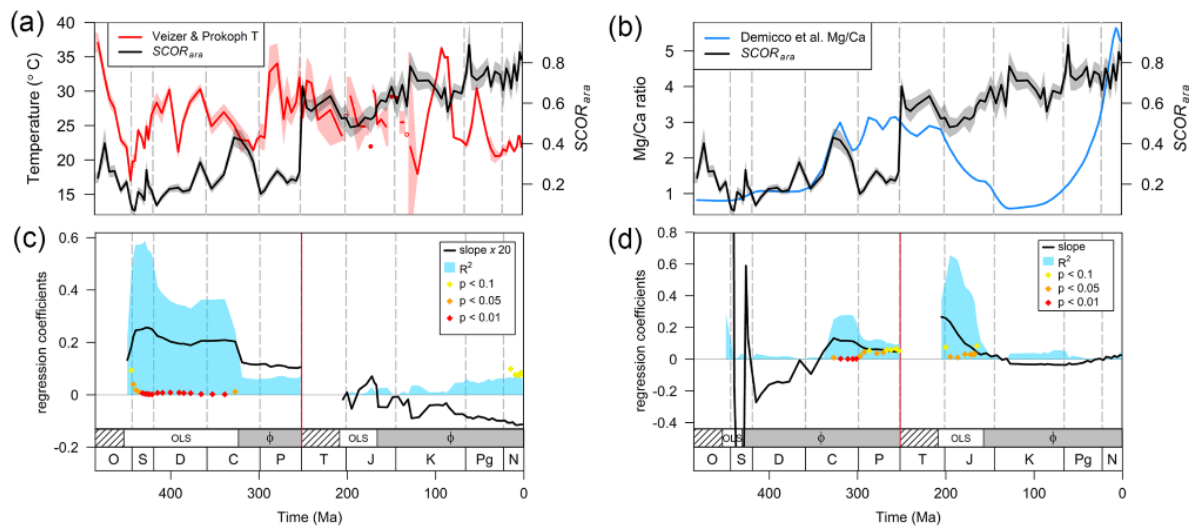 (a)
Temperature (° C)
40
35
30
25
20
15
Veizer & Prokoph T
SCORara
0.8
0.6
0.4
0.2
SCORara
(b)
Mg/Ca ratio
5
4
3
2
1
Demicco et al. Mg/Ca
SCORara
0.8
0.6
0.4
0.2
SCORara
(c)
regression coefficients
0.6
0.4
0.2
0
-0.2
slope x 20
R2
p < 0.1
p < 0.05
p < 0.01
OLS
ϕ
OLS
ϕ
O S D C P T J K Pg N
400 300 200 100 0
Time (Ma)
(d)
regression coefficients
0.8
0.6
0.4
0.2
0
-0.2
-0.4
-0.6
slope
R2
p < 0.1
p < 0.05
p < 0.01
OLS
ϕ
OLS
ϕ
O S D C P T J K Pg N
400 300 200 100 0
Time (Ma)